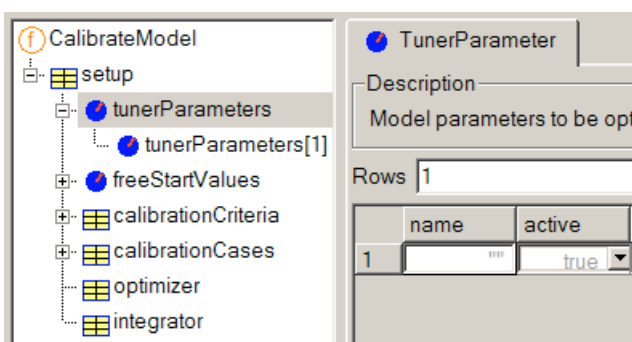 CalibrateModel
setup
tunerParameters
tunerParameters[1]
freeStartValues
calibrationCriteria
calibrationCases
optimizer
integrator
TunerParameter
Description
Model parameters to be opt
Rows 1
name active
1 "" true